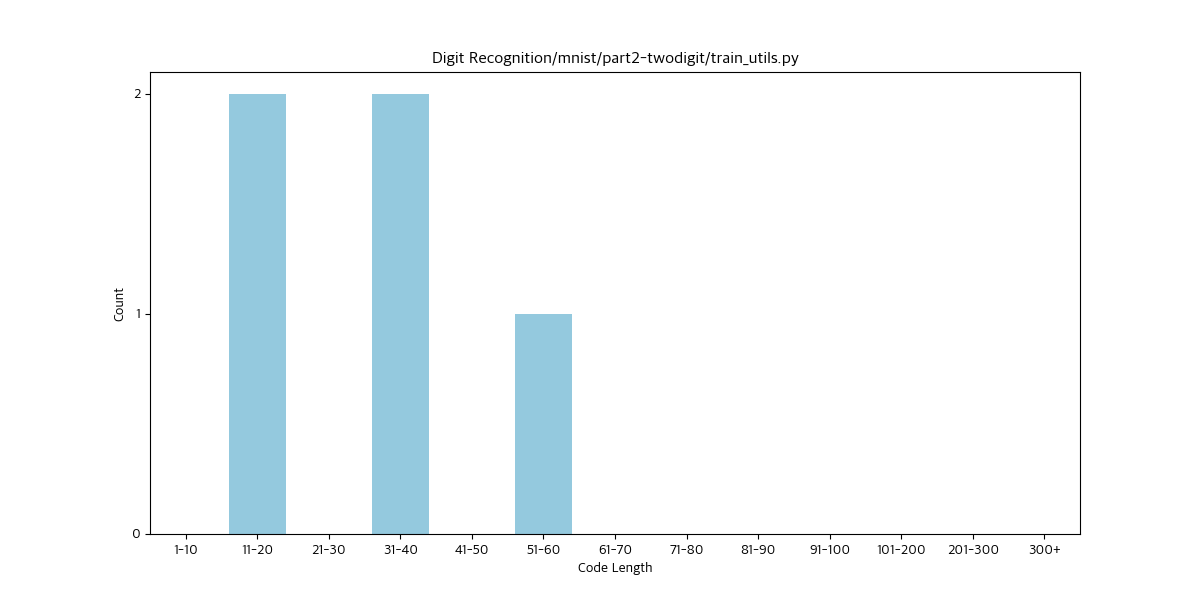 Digit Recognition/mnist/part2-twodigit/train_utils.py
2
1
0
Count
1-10 11-20 21-30 31-40 41-50 51-60 61-70 71-80 81-90 91-100 101-200 201-300 300+
Code Length